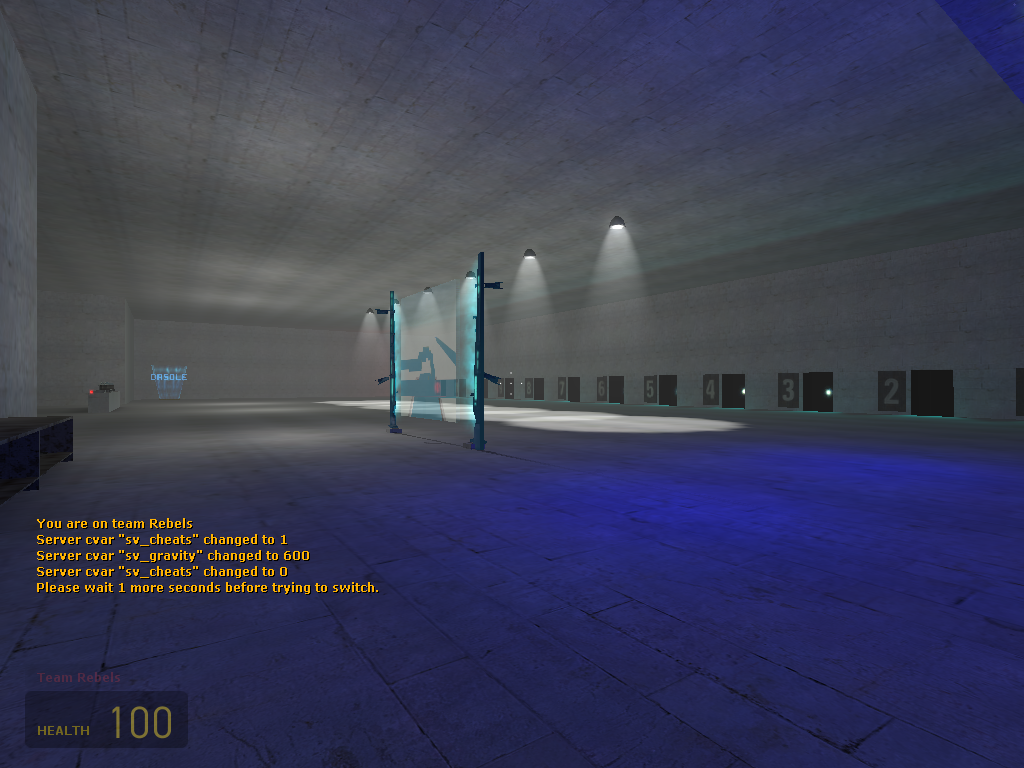 8 7 6 5 4 3 2
You are on team Rebels
Server cvar "sv_cheats" changed to 1
Server cvar "sv_gravity" changed to 600
Server cvar "sv_cheats" changed to 0
Please wait 1 more seconds before trying to switch.
Team Rebels
HEALTH 100